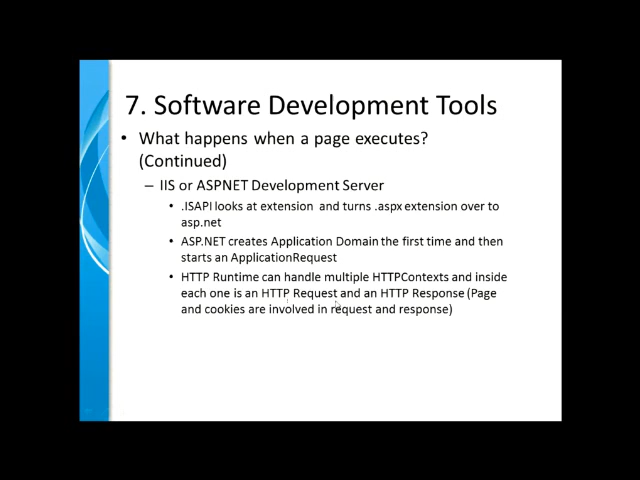 7. Software Development Tools
• What happens when a page executes?
(Continued)
– IIS or ASPNET Development Server
• .ISAPI looks at extension and turns .aspx extension over to
asp.net
• ASP.NET creates Application Domain the first time and then
starts an ApplicationRequest
• HTTP Runtime can handle multiple HTTPContexts and inside
each one is an HTTP Request and an HTTP Response (Page
and cookies are involved in request and response)